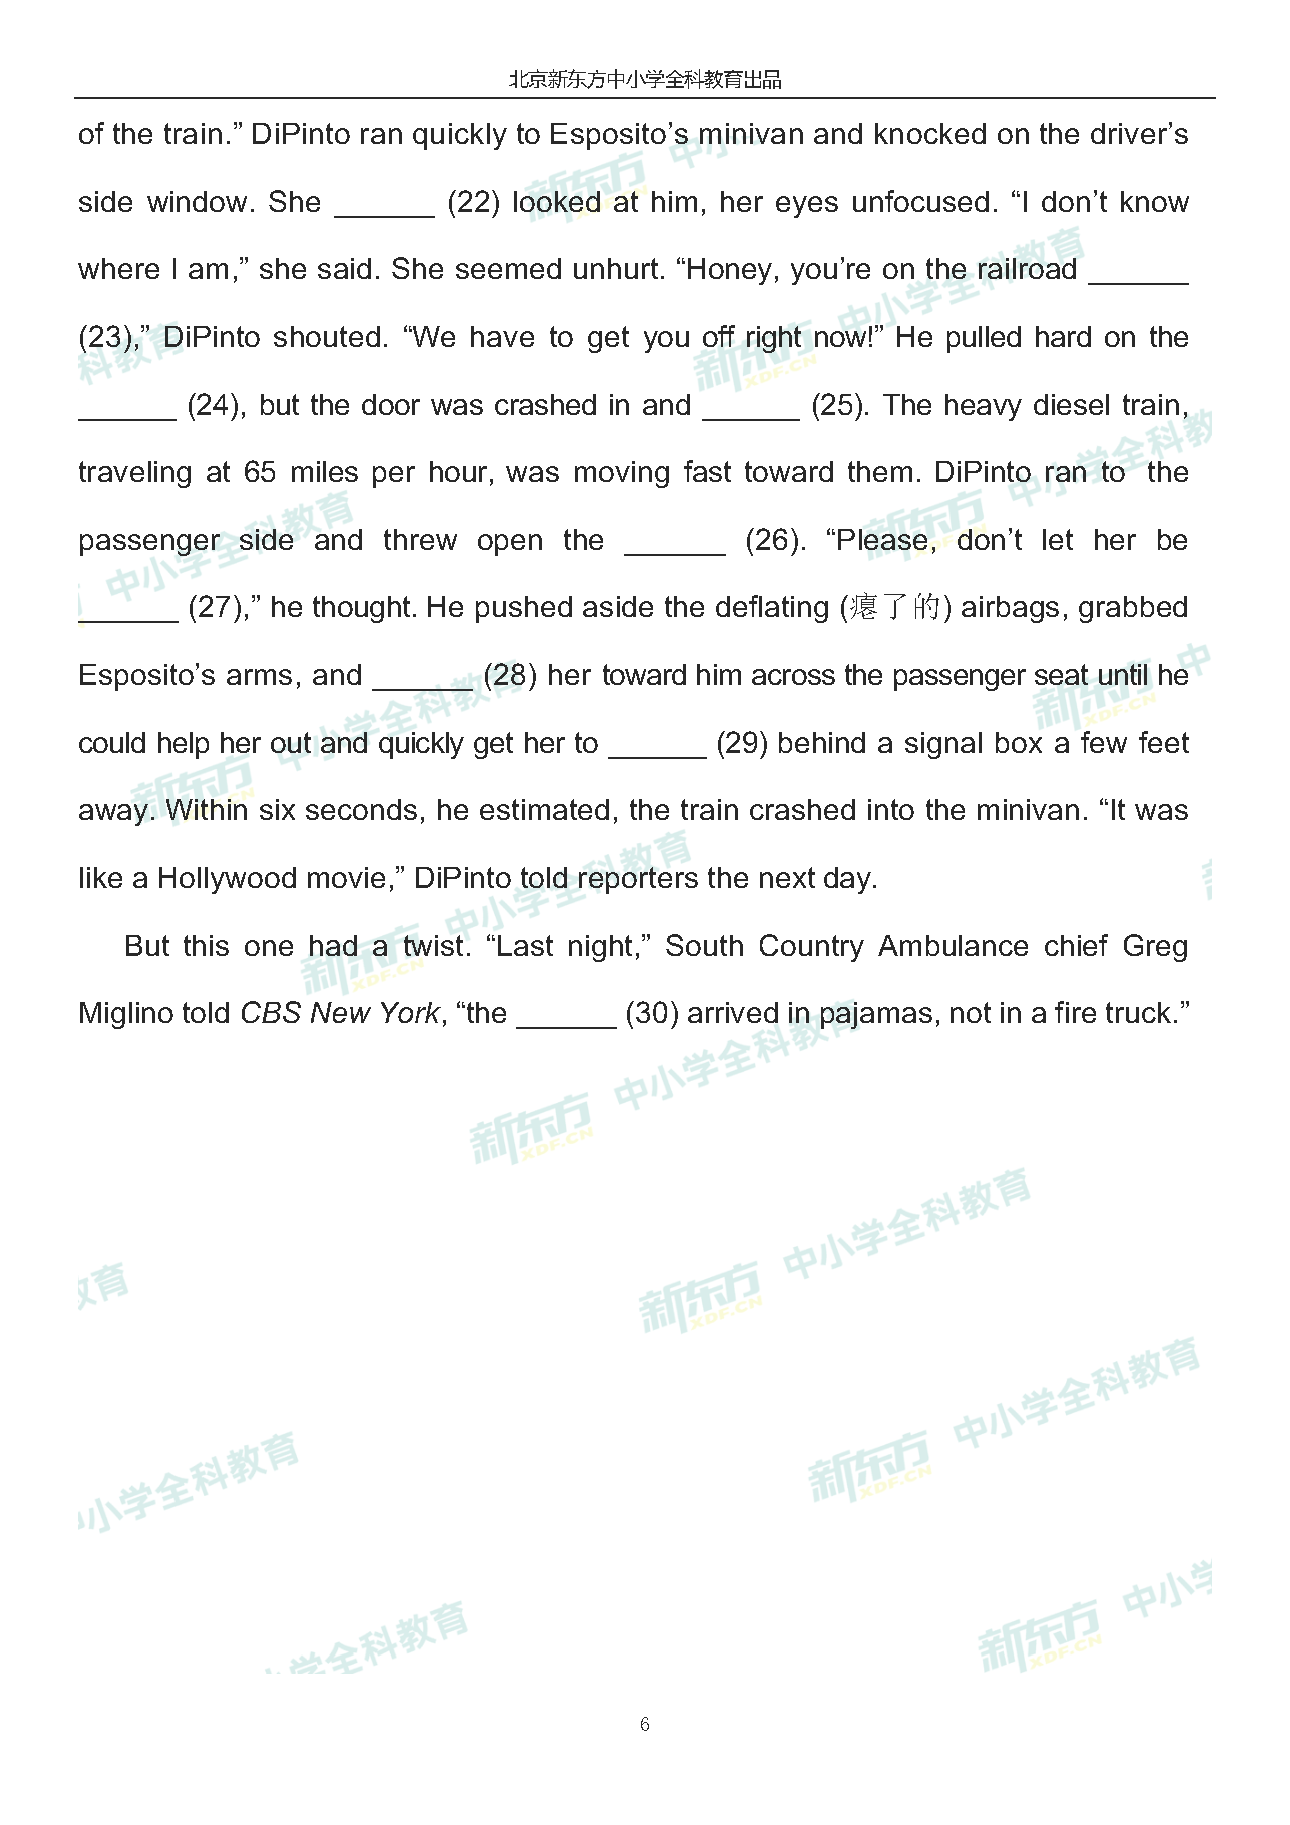 北京新东方中小学全科教育出品
of the train.” DiPinto ran quickly to Esposito’s minivan and knocked on the driver’s
side window. She ______ (22) looked at him, her eyes unfocused. “I don’t know
where I am,” she said. She seemed unhurt. “Honey, you’re on the railroad ______
(23),” DiPinto shouted. “We have to get you off right now!” He pulled hard on the
______ (24), but the door was crashed in and ______ (25). The heavy diesel train,
traveling at 65 miles per hour, was moving fast toward them. DiPinto ran to the
passenger side and threw open the ______ (26). “Please, don’t let her be
______ (27),” he thought. He pushed aside the deflating (瘪了的) airbags, grabbed
Esposito’s arms, and ______ (28) her toward him across the passenger seat until he
could help her out and quickly get her to ______ (29) behind a signal box a few feet
away. Within six seconds, he estimated, the train crashed into the minivan. “It was
like a Hollywood movie,” DiPinto told reporters the next day.
But this one had a twist. “Last night,” South Country Ambulance chief Greg
Miglino told CBS New York, “the ______ (30) arrived in pajamas, not in a fire truck.”
新东方 XDF.CN 中小学全科教育
6